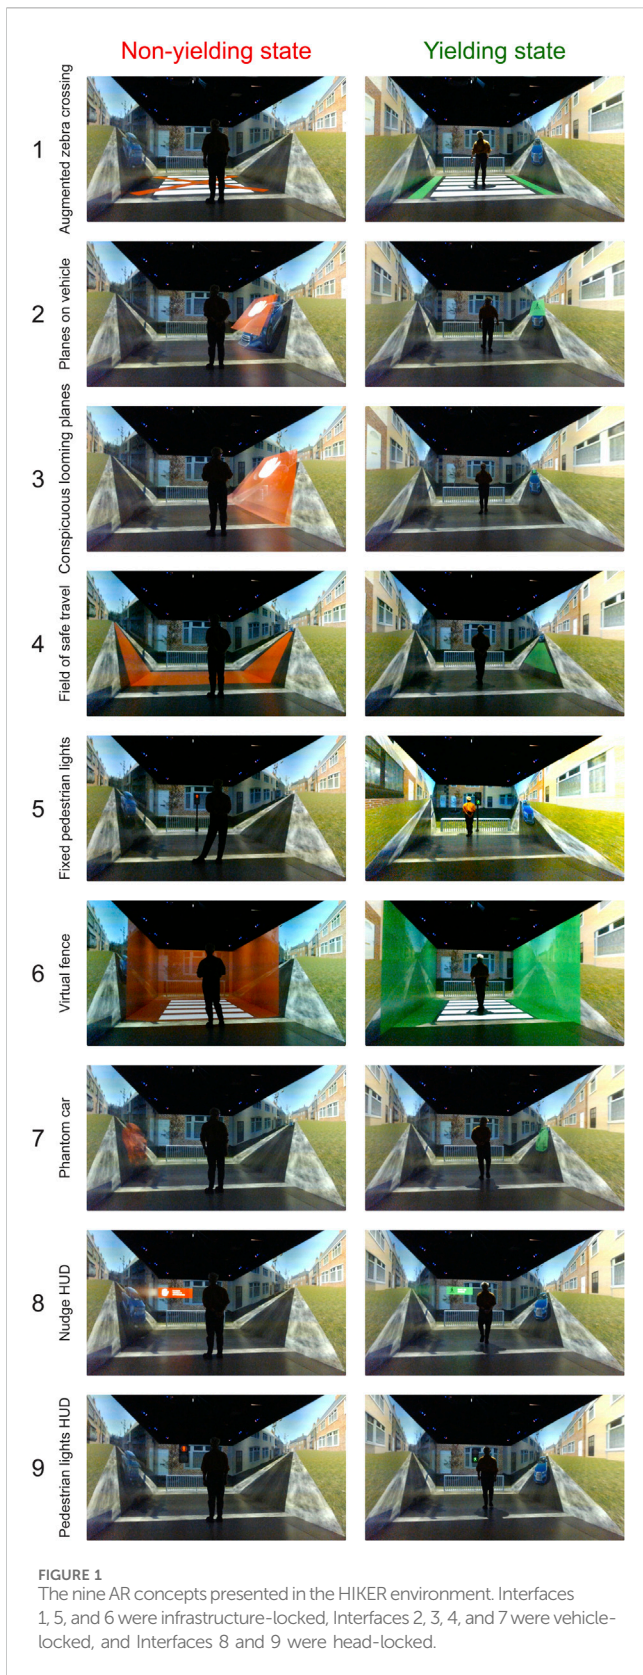 Non-yielding state
Yielding state
1
Augmented zebra crossing
2
Planes on vehicle
3
Conspicuous looming planes
4
Field of safe travel
5
Fixed pedestrian lights
6
Virtual fence
7
Phantom car
8
Nudge HUD
9
Pedestrian lights HUD
FIGURE 1
The nine AR concepts presented in the HIKER environment. Interfaces
1, 5, and 6 were infrastructure-locked, Interfaces 2, 3, 4, and 7 were vehicle-
locked, and Interfaces 8 and 9 were head-locked.